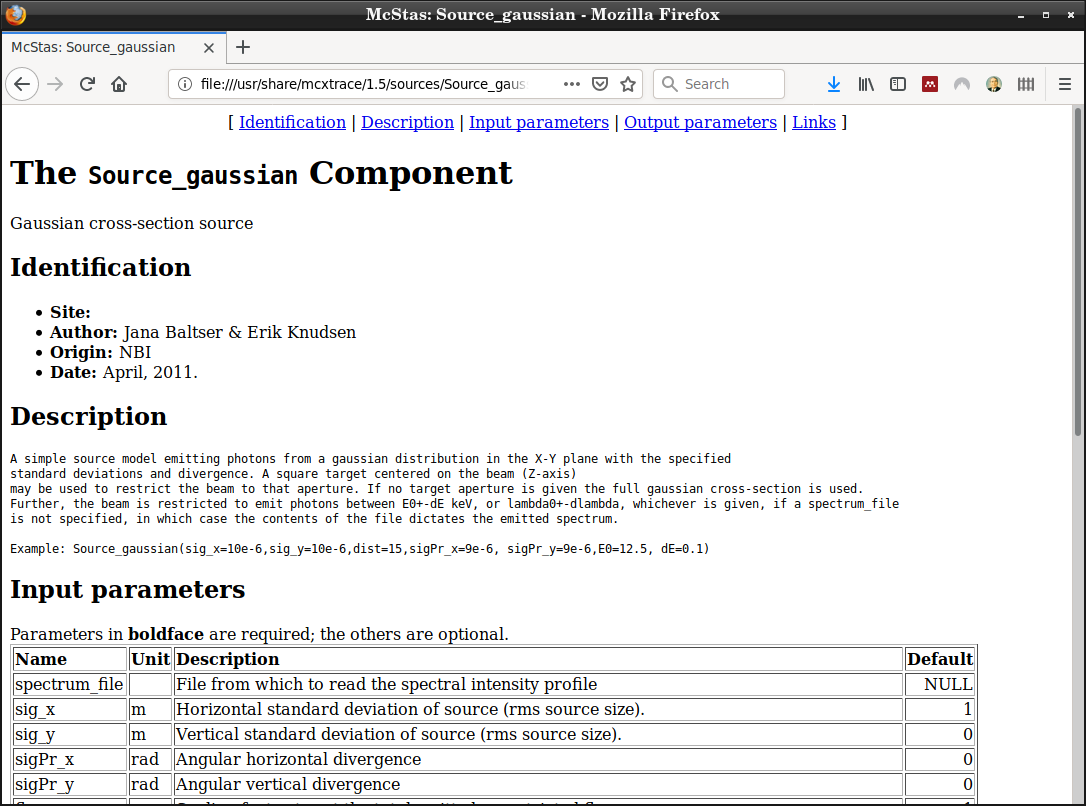 McStas: Source_gaussian - Mozilla Firefox
McStas: Source_gaussian
file:///usr/share/mcxtrace/1.5/sources/Source_gaus
Search
[ Identification | Description | Input parameters | Output parameters | Links ]
The Source_gaussian Component
Gaussian cross-section source
Identification
• Site:
• Author: Jana Baltser & Erik Knudsen
• Origin: NBI
• Date: April, 2011.
Description
A simple source model emitting photons from a gaussian distribution in the X-Y plane with the specified
standard deviations and divergence. A square target centered on the beam (Z-axis)
may be used to restrict the beam to that aperture. If no target aperture is given the full gaussian cross-section is used.
Further, the beam is restricted to emit photons between E0+-dE keV, or lambda0+-dlambda, whichever is given, if a spectrum_file
is not specified, in which case the contents of the file dictates the emitted spectrum.
Example: Source_gaussian(sig_x=10e-6,sig_y=10e-6,dist=15,sigPr_x=9e-6, sigPr_y=9e-6,E0=12.5, dE=0.1)
Input parameters
Parameters in boldface are required; the others are optional.
Name Unit Description Default
spectrum_file File from which to read the spectral intensity profile NULL
sig_x m Horizontal standard deviation of source (rms source size). 1
sig_y m Vertical standard deviation of source (rms source size). 0
sigPr_x rad Angular horizontal divergence 0
sigPr_y rad Angular vertical divergence 0